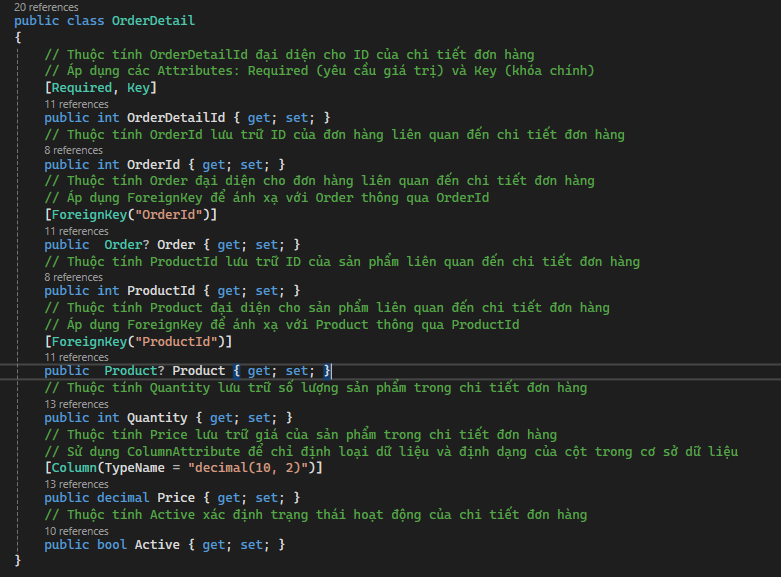 20 references
public class OrderDetail
{
// Thuộc tính OrderDetailId đại diện cho ID của chi tiết đơn hàng
// Áp dụng các Attributes: Required (yêu cầu giá trị) và Key (khóa chính)
[Required, Key]
11 references
public int OrderDetailId { get; set; }
// Thuộc tính OrderId lưu trữ ID của đơn hàng liên quan đến chi tiết đơn hàng
8 references
public int OrderId { get; set; }
// Thuộc tính Order đại diện cho đơn hàng liên quan đến chi tiết đơn hàng
// Áp dụng ForeignKey để ánh xạ với Order thông qua OrderId
[ForeignKey("OrderId")]
11 references
public  Order? Order { get; set; }
// Thuộc tính ProductId lưu trữ ID của sản phẩm liên quan đến chi tiết đơn hàng
8 references
public int ProductId { get; set; }
// Thuộc tính Product đại diện cho sản phẩm liên quan đến chi tiết đơn hàng
// Áp dụng ForeignKey để ánh xạ với Product thông qua ProductId
[ForeignKey("ProductId")]
11 references
public  Product? Product { get; set; }
// Thuộc tính Quantity lưu trữ số lượng sản phẩm trong chi tiết đơn hàng
13 references
public int Quantity { get; set; }
// Thuộc tính Price lưu trữ giá của sản phẩm trong chi tiết đơn hàng
// Sử dụng ColumnAttribute để chỉ định loại dữ liệu và định dạng của cột trong cơ sở dữ liệu
[Column(TypeName = "decimal(10, 2)")]
13 references
public decimal Price { get; set; }
// Thuộc tính Active xác định trạng thái hoạt động của chi tiết đơn hàng
10 references
public bool Active { get; set; }
}